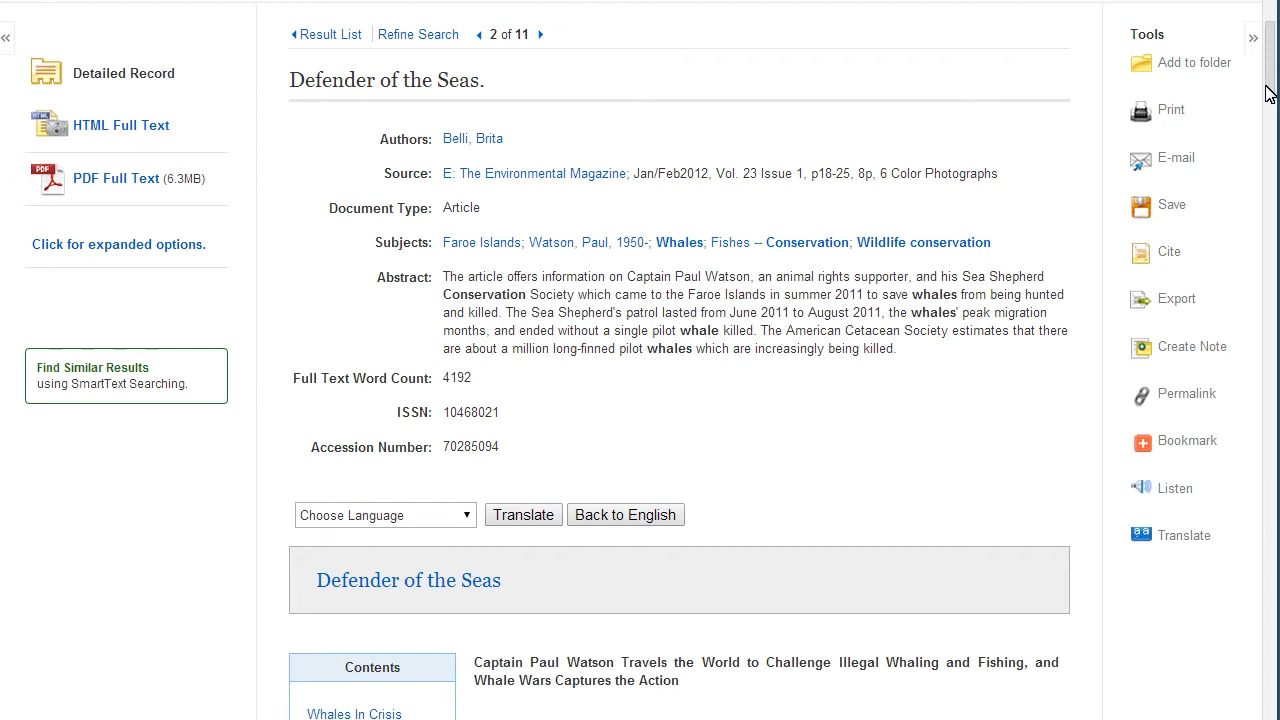 «
Detailed Record
HTML Full Text
PDF Full Text (6.3MB)
Click for expanded options.
Find Similar Results
using SmartText Searching.
Result List Refine Search 2 of 11
Defender of the Seas.
Authors: Belli, Brita
Source: E: The Environmental Magazine; Jan/Feb2012, Vol. 23 Issue 1, p18-25, 8p, 6 Color Photographs
Document Type: Article
Subjects: Faroe Islands; Watson, Paul, 1950-; Whales; Fishes -- Conservation; Wildlife conservation
Abstract: The article offers information on Captain Paul Watson, an animal rights supporter, and his Sea Shepherd
Conservation Society which came to the Faroe Islands in summer 2011 to save whales from being hunted
and killed. The Sea Shepherd's patrol lasted from June 2011 to August 2011, the whales' peak migration
months, and ended without a single pilot whale killed. The American Cetacean Society estimates that there
are about a million long-finned pilot whales which are increasingly being killed.
Full Text Word Count: 4192
ISSN: 10468021
Accession Number: 70285094
Choose Language Translate Back to English
Defender of the Seas
Contents
Whales In Crisis
Captain Paul Watson Travels the World to Challenge Illegal Whaling and Fishing, and
Whale Wars Captures the Action
Tools »
Add to folder
Print
E-mail
Save
Cite
Export
Create Note
Permalink
Bookmark
Listen
Translate